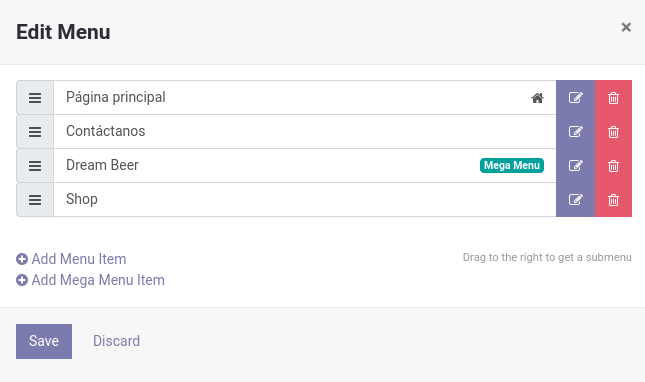 Edit Menu
×
Página principal
Contáctanos
Dream Beer Mega Menu
Shop
Add Menu Item
Drag to the right to get a submenu
Add Mega Menu Item
Save Discard